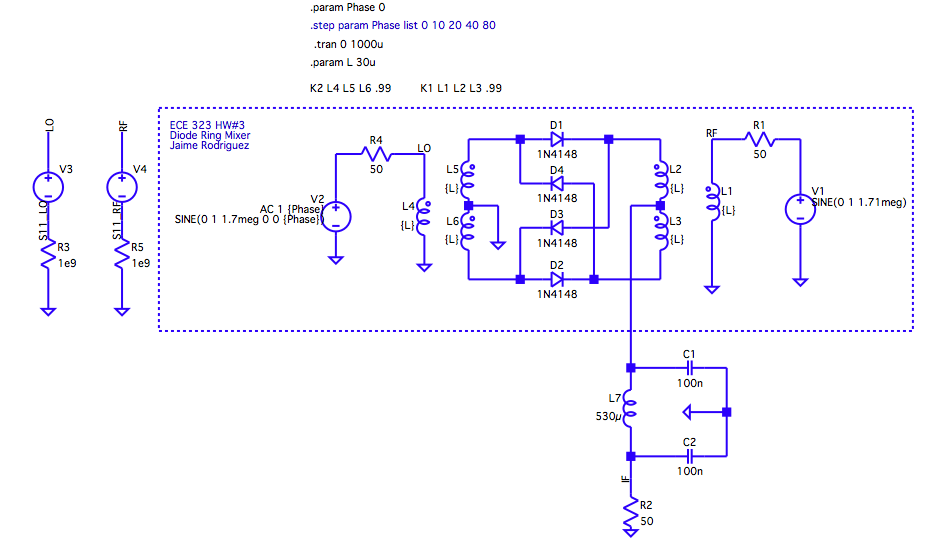 .param Phase 0
.step param Phase list 0 10 20 40 80
.tran 0 1000u
.param L 30u
K2 L4 L5 L6 .99
K1 L1 L2 L3 .99
ECE 323 HW#3
Diode Ring Mixer
Jaime Rodriguez
LO
V3
S11_LO
R3
1e9
RF
V4
S11_RF
R5
1e9
R4
50
LO
V2
AC 1 {Phase}
SINE(0 1 1.7meg 0 0 {Phase})
L4
{L}
L5
{L}
L6
{L}
D1
1N4148
D4
1N4148
D3
1N4148
D2
1N4148
L2
{L}
L3
{L}
RF
L1
{L}
R1
50
V1
SINE(0 1 1.71meg)
C1
100n
L7
530µ
C2
100n
IF
R2
50